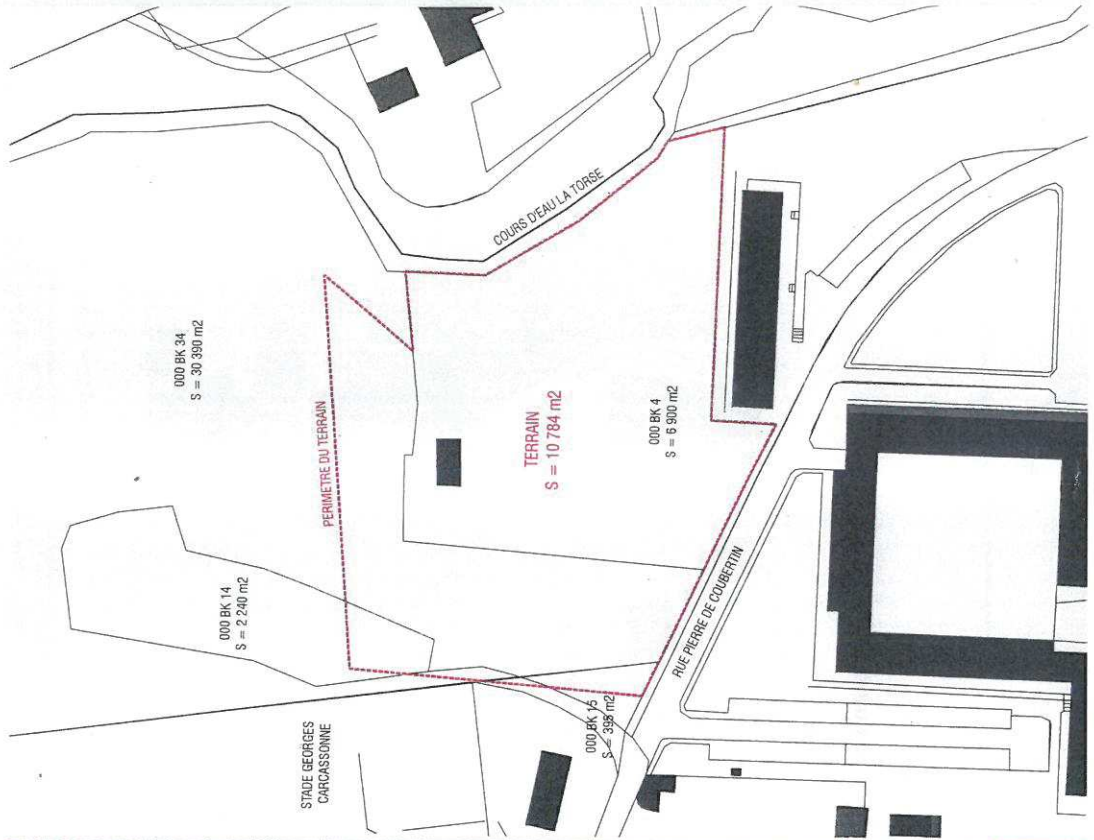 000 BK 34
S = 30 390 m2
COURS D'EAU LA TORSE
PERIMETRE DU TERRAIN
TERRAIN
S = 10 784 m2
000 BK 4
S = 6 900 m2
000 BK 14
S = 2 240 m2
RUE PIERRE DE COUBERTIN
STADE GEORGES
CARCASSONNE
000 BK 15
S = 395 m2